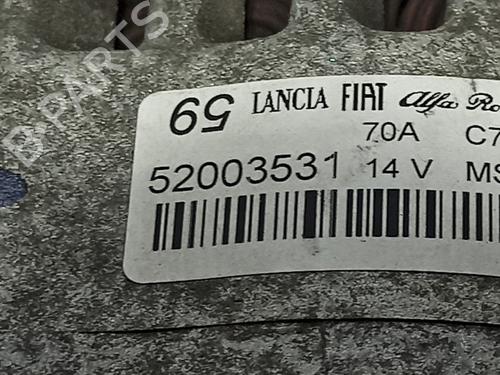 B-PARTS
59 LANCIA FIAT Alfa Ro
70A C7
52003531 14 V MS